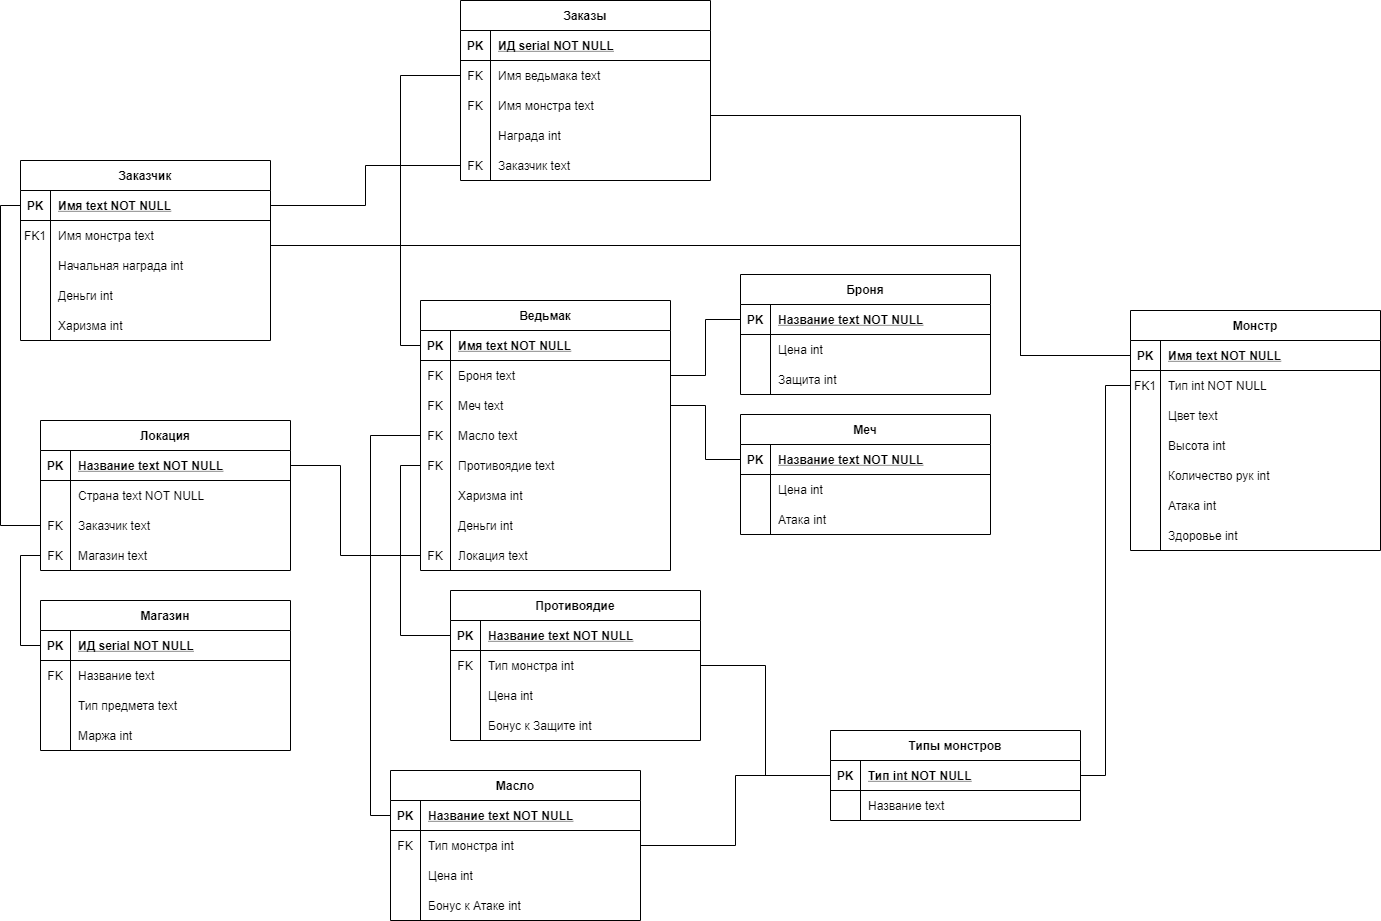 Заказы
PK ИД serial NOT NULL
FK Имя ведьмака text
FK Имя монстра text
Награда int
FK Заказчик text
Заказчик
PK Имя text NOT NULL
FK1 Имя монстра text
Начальная награда int
Деньги int
Харизма int
Ведьмак
PK Имя text NOT NULL
FK Броня text
FK Меч text
FK Масло text
FK Противоядие text
Харизма int
Деньги int
FK Локация text
Броня
PK Название text NOT NULL
Цена int
Защита int
Меч
PK Название text NOT NULL
Цена int
Атака int
Монстр
PK Имя text NOT NULL
FK1 Тип int NOT NULL
Цвет text
Высота int
Количество рук int
Атака int
Здоровье int
Локация
PK Название text NOT NULL
Страна text NOT NULL
FK Заказчик text
FK Магазин text
Магазин
PK ИД serial NOT NULL
FK Название text
Тип предмета text
Маржа int
Противоядие
PK Название text NOT NULL
FK Тип монстра int
Цена int
Бонус к Защите int
Масло
PK Название text NOT NULL
FK Тип монстра int
Цена int
Бонус к Атаке int
Типы монстров
PK Тип int NOT NULL
Название text